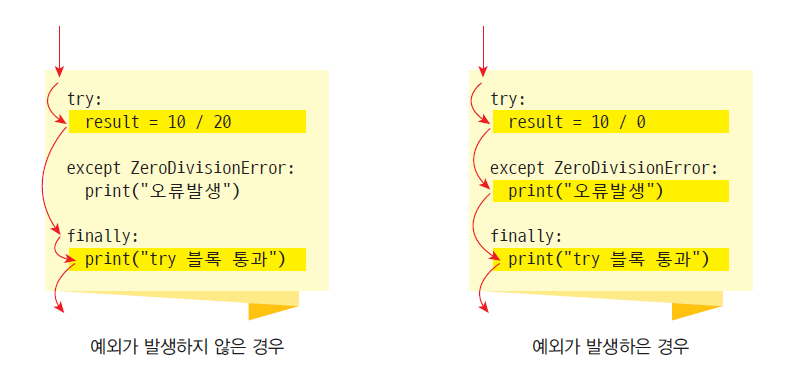 try:
result = 10 / 20
except ZeroDivisionError:
print("오류발생")
finally:
print("try 블록 통과")
예외가 발생하지 않은 경우
try:
result = 10 / 0
except ZeroDivisionError:
print("오류발생")
finally:
print("try 블록 통과")
예외가 발생하은 경우